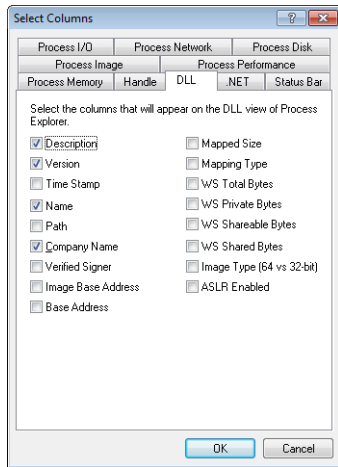 Select Columns
Process I/O Process Network Process Disk
Process Image Process Performance
Process Memory Handle DLL .NET Status Bar
Select the columns that will appear on the DLL view of Process
Explorer.
Description Mapped Size
Version Mapping Type
Time Stamp WS Total Bytes
Name WS Private Bytes
Path WS Shareable Bytes
Company Name WS Shared Bytes
Verified Signer Image Type (64 vs 32-bit)
Image Base Address ASLR Enabled
Base Address
OK Cancel